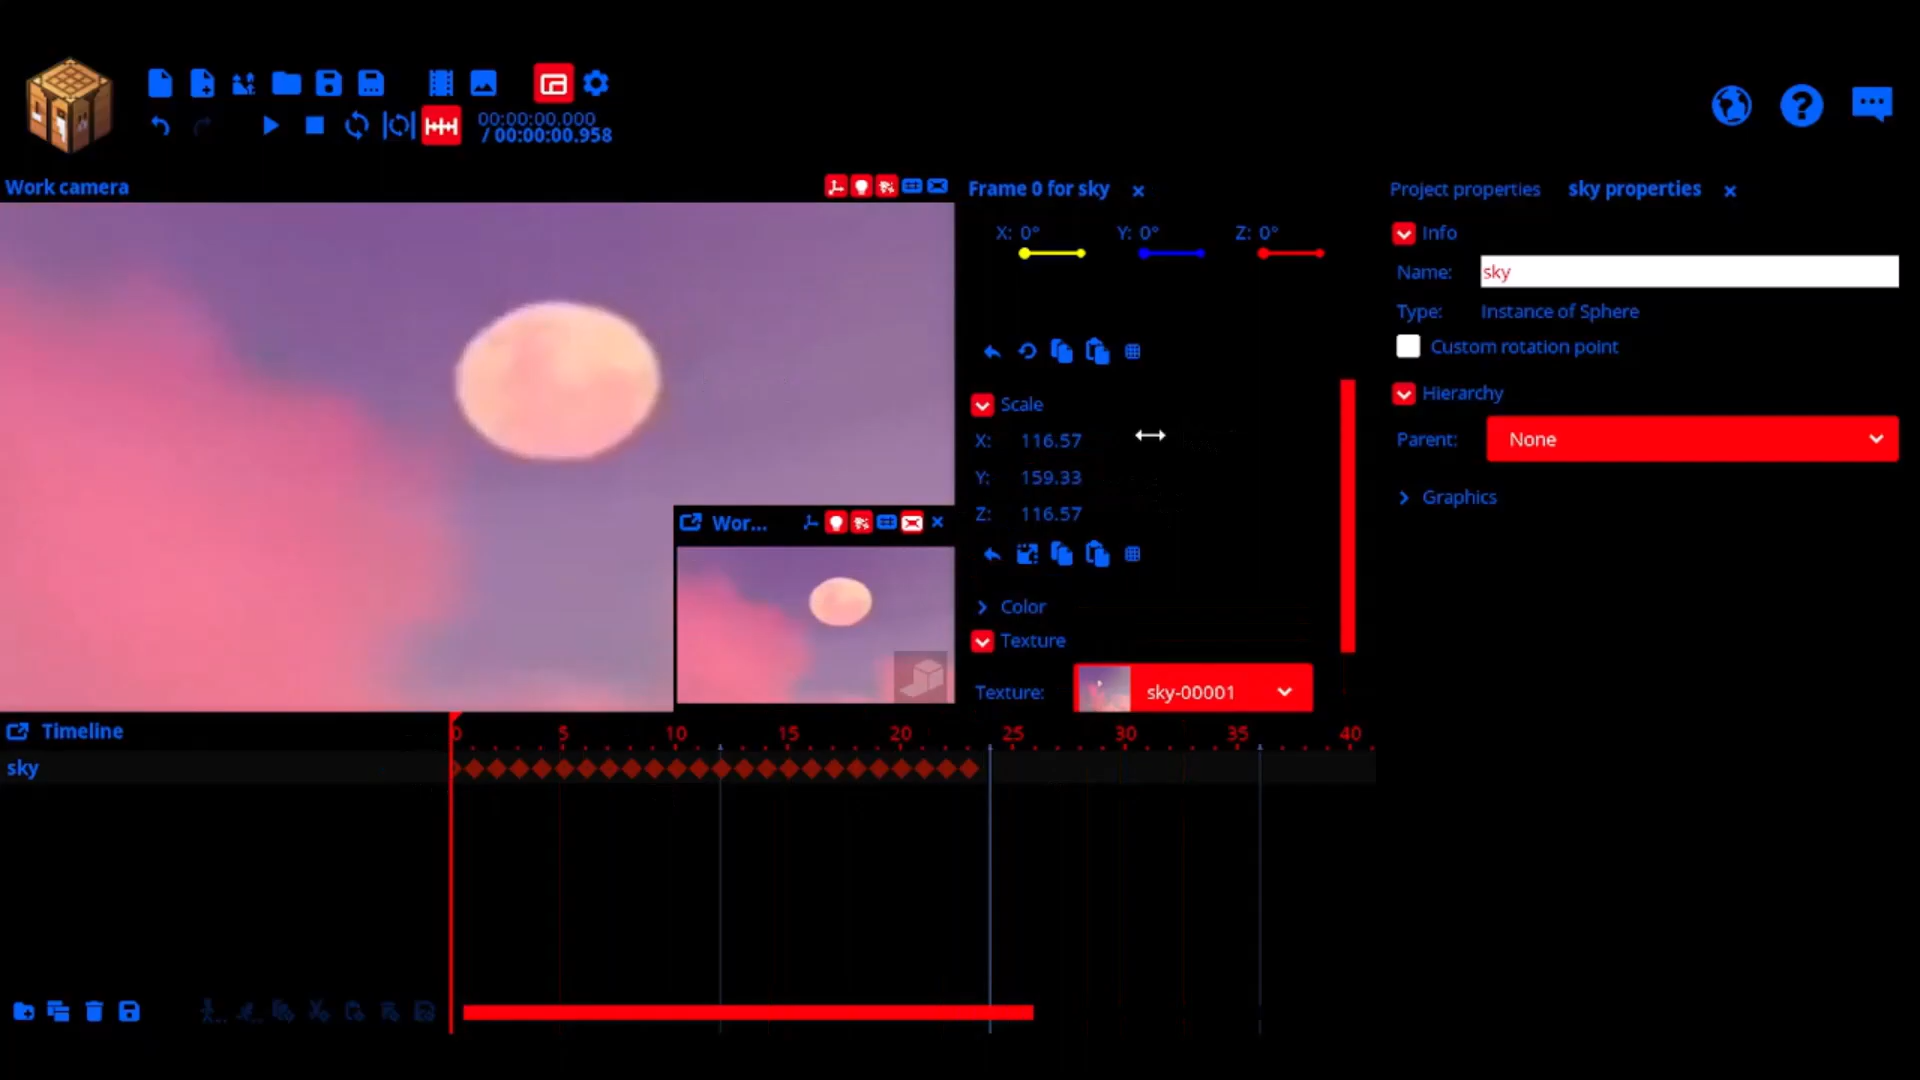 00:00:00.000
/ 00:00:00.958
Work camera
Frame 0 for sky
Project properties
sky properties
X: 0°
Y: 0°
Z: 0°
Info
Name: sky
Type: Instance of Sphere
Custom rotation point
Hierarchy
Parent: None
Graphics
Scale
X: 116.57
Y: 159.33
Z: 116.57
Wor...
Color
Texture
Texture: sky-00001
Timeline
0 5 10 15 20 25 30 35 40
sky